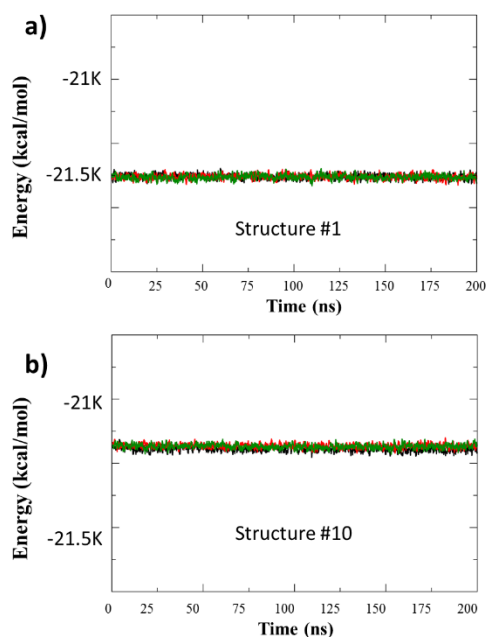 a)
Energy (kcal/mol)
-21K
-21.5K
Structure #1
0 25 50 75 100 125 150 175 200
Time (ns)
b)
Energy (kcal/mol)
-21K
-21.5K
Structure #10
0 25 50 75 100 125 150 175 200
Time (ns)